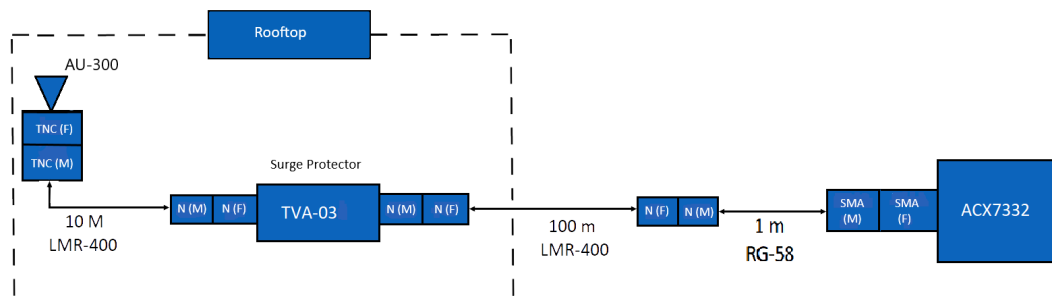 Rooftop
AU-300
TNC (F)
TNC (M)
Surge Protector
10 M
LMR-400
N (M)
N (F)
TVA-03
N (M)
N (F)
100 m
LMR-400
N (F)
N (M)
1 m
RG-58
SMA
(M)
SMA
(F)
ACX7332